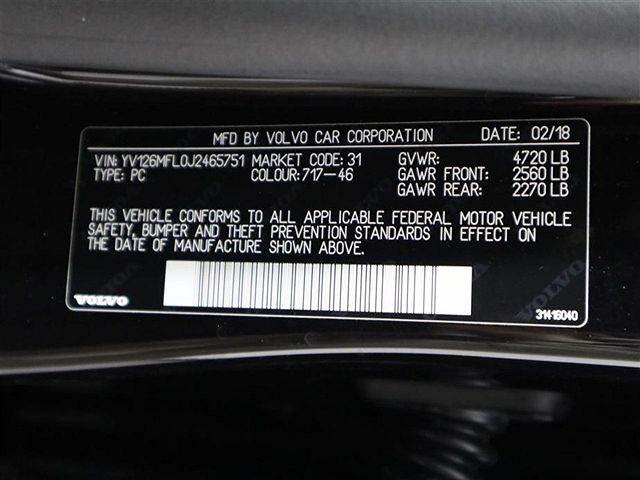 MFD BY VOLVO CAR CORPORATION DATE: 02/18
VIN: YV126MFL0J2465751 MARKET CODE: 31 GVWR: 4720 LB
TYPE: PC COLOUR: 717-46 GAWR FRONT: 2560 LB
GAWR REAR: 2270 LB
THIS VEHICLE CONFORMS TO ALL APPLICABLE FEDERAL MOTOR VEHICLE
SAFETY, BUMPER AND THEFT PREVENTION STANDARDS IN EFFECT ON
THE DATE OF MANUFACTURE SHOWN ABOVE.
VOLVO
31416040